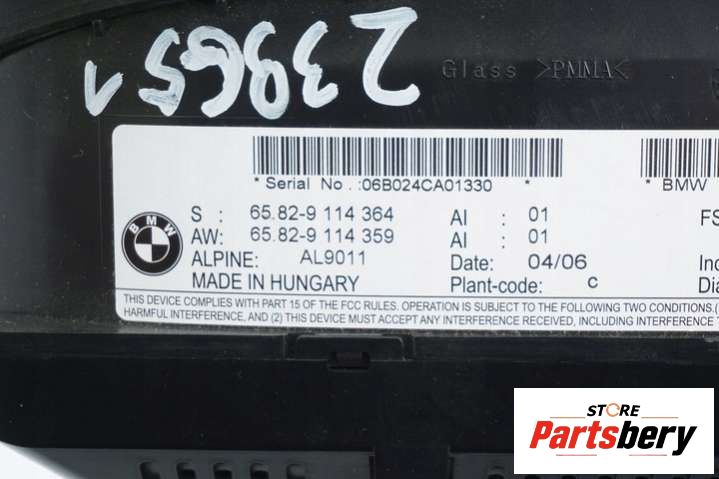 23965 1
Glass >PMMA<
* Serial No. :06B024CA01330 *
* BMW
BMW
S : 65.82-9 114 364 AI : 01
FS
AW: 65.82-9 114 359 AI : 01
ALPINE: AL9011 Date: 04/06
MADE IN HUNGARY Plant-code: c
THIS DEVICE COMPLIES WITH PART 15 OF THE FCC RULES. OPERATION IS SUBJECT TO THE FOLLOWING TWO CONDITIONS.(
HARMFUL INTERFERENCE, AND (2) THIS DEVICE MUST ACCEPT ANY INTERFERENCE RECEIVED, INCLUDING INTERFERENCE
STORE
Partsbery